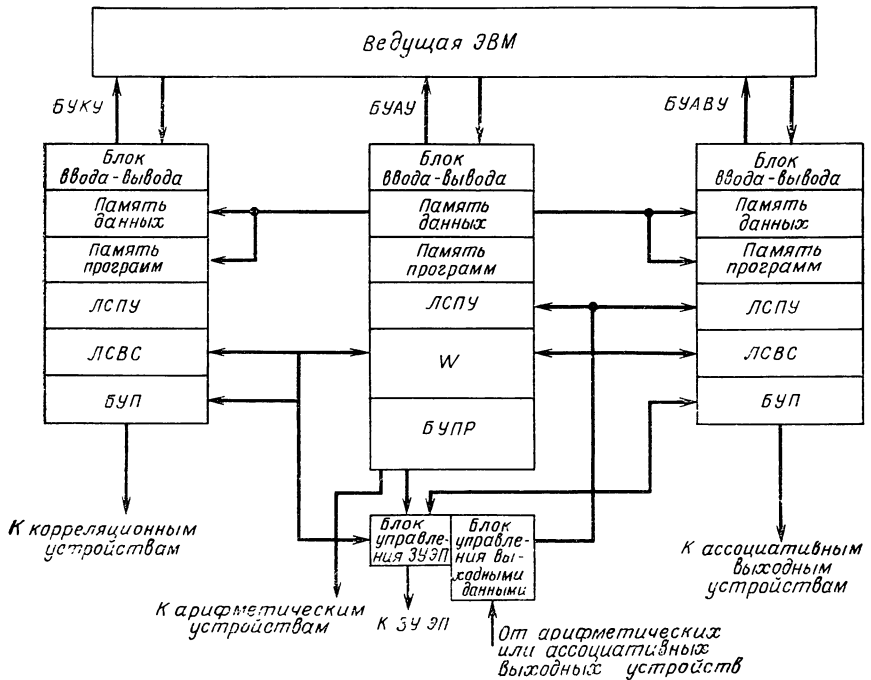 Ведущая ЭВМ
БУКУ
БУАУ
БУАВУ
Блок
ввода-вывода
Память
данных
Память
программ
ЛСПУ
ЛСВС
БУП
Блок
ввода-вывода
Память
данных
Память
программ
ЛСПУ
W
БУПР
Блок
ввода-вывода
Память
данных
Память
программ
ЛСПУ
ЛСВС
БУП
К корреляционным
устройствам
Блок
управле-
ния ЗУЭП
Блок
управле-
ния вы-
ходными
данными
К ассоциативным
выходным
устройствам
К арифметическим
устройствам
К ЗУ ЭП
От арифметических
или ассоциативных
выходных устройств